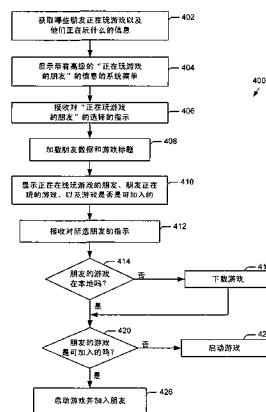 获取哪些朋友正在玩游戏以及
他们正在玩什么的信息
402
显示带有高级的“正在玩游戏
的朋友”的信息的系统菜单
404
400
接收对“正在玩游戏
的朋友”的选择的指示
406
加载朋友数据和游戏标题
408
显示正在在线玩游戏的朋友、朋友正在
玩的游戏、以及游戏是否是可加入的
410
接收对所选朋友的指示
412
朋友的游戏
在本地吗?
414
否
下载游戏
是
朋友的游戏
是可加入的吗?
420
否
启动游戏
是
启动游戏并加入朋友
426